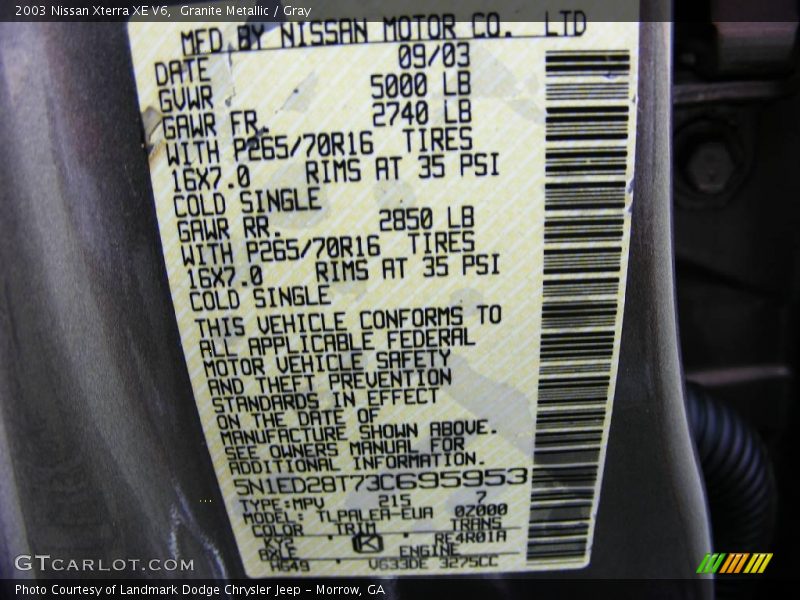 2003 Nissan Xterra XE V6,  Granite Metallic / Gray
MFD BY NISSAN MOTOR CO. LTD
DATE 09/03
GVWR 5000 LB
GAWR FR. 2740 LB
WITH P265/70R16 TIRES
16X7.0 RIMS AT 35 PSI
COLD SINGLE
GAWR RR. 2850 LB
WITH P265/70R16 TIRES
16X7.0 RIMS AT 35 PSI
COLD SINGLE
THIS VEHICLE CONFORMS TO
ALL APPLICABLE FEDERAL
MOTOR VEHICLE SAFETY
AND THEFT PREVENTION
STANDARDS IN EFFECT
ON THE DATE OF
MANUFACTURE SHOWN ABOVE.
SEE OWNERS MANUAL FOR
ADDITIONAL INFORMATION.
5N1ED28T73C695953
TYPE:MPV 215 7
MODEL: TLPALEA-EUA 0Z000
COLOR TRIM TRANS
K RE4R01A
AXLE ENGINE
HG49 VG33DE 3275CC
GTCARLOT.COM
Photo Courtesy of Landmark Dodge Chrysler Jeep - Morrow, GA